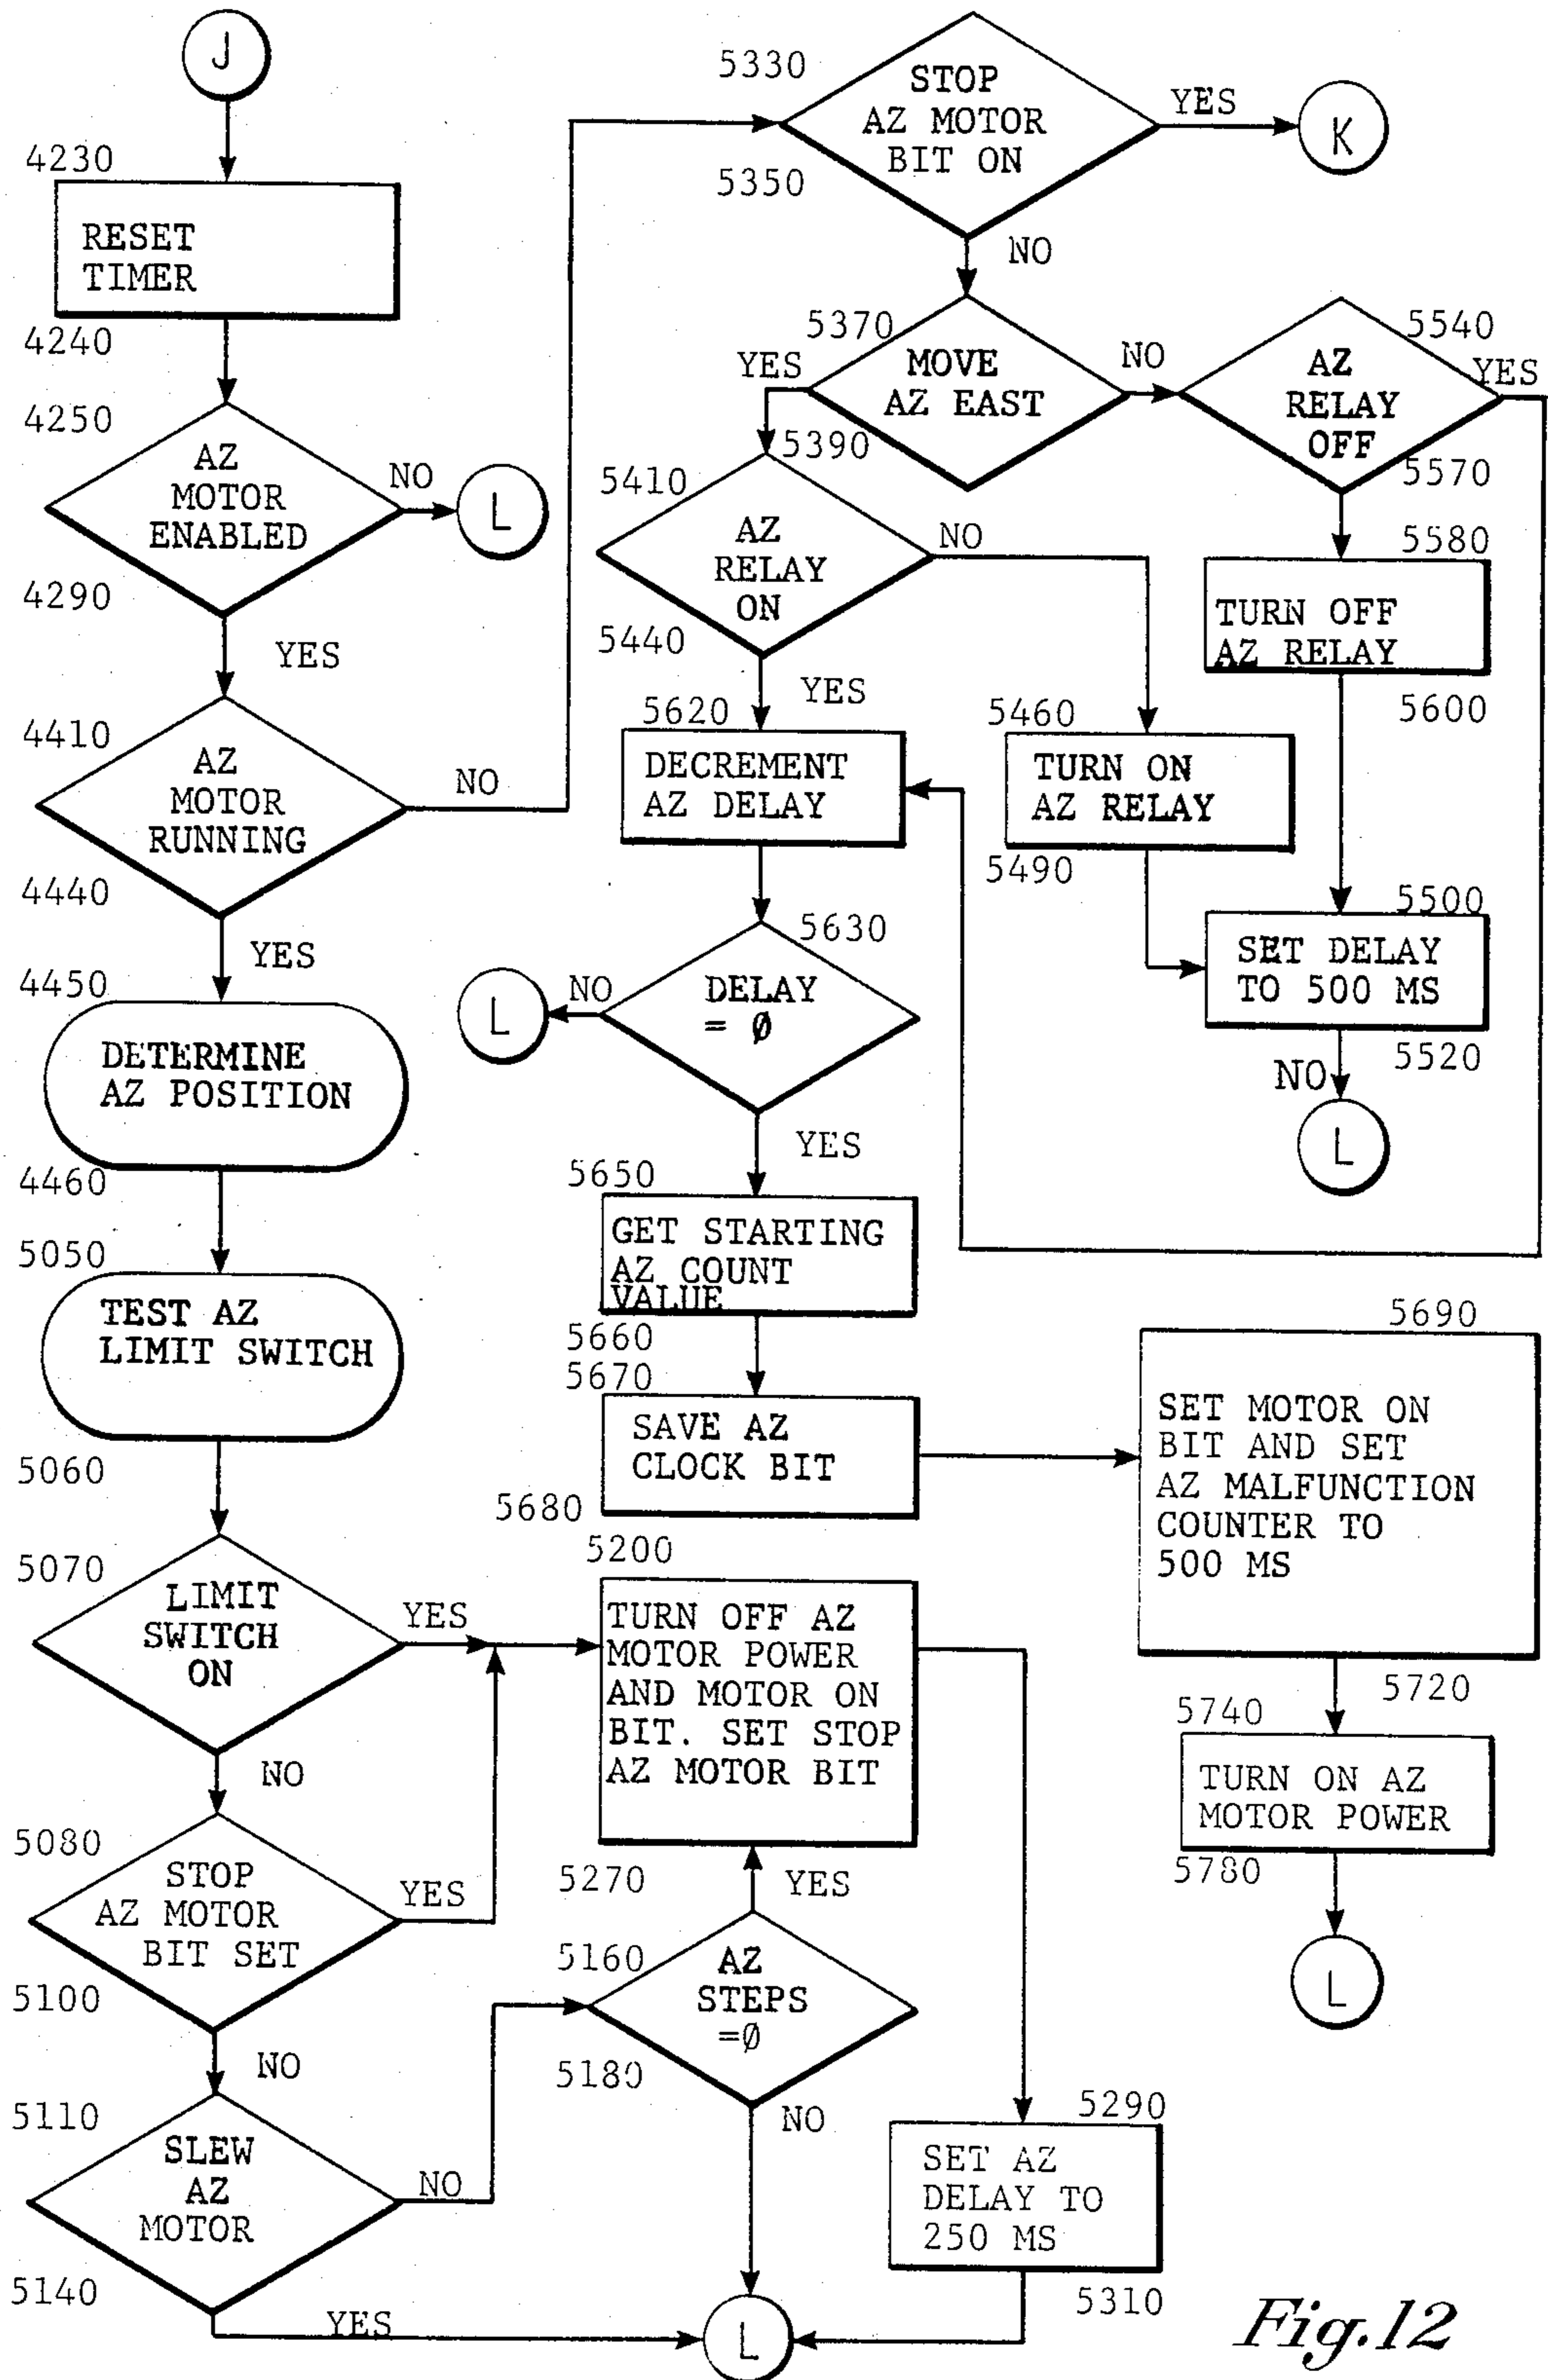 J
4230
RESET
TIMER
4240
4250
AZ
MOTOR
ENABLED
NO
L
4290
YES
4410
AZ
MOTOR
RUNNING
NO
4440
YES
4450
DETERMINE
AZ POSITION
4460
5050
TEST AZ
LIMIT SWITCH
5060
5070
LIMIT
SWITCH
ON
YES
NO
5080
STOP
AZ MOTOR
BIT SET
YES
5100
NO
5110
SLEW
AZ
MOTOR
NO
5140
YES
5330
STOP
AZ MOTOR
BIT ON
YES
K
5350
NO
5370
MOVE
AZ EAST
YES
NO
5390
5540
AZ
RELAY
OFF
YES
5570
5410
AZ
RELAY
ON
NO
5440
YES
5580
TURN OFF
AZ RELAY
5600
5620
DECREMENT
AZ DELAY
5460
TURN ON
AZ RELAY
5490
5500
SET DELAY
TO 500 MS
5520
NO
L
5630
DELAY
= Ø
NO
L
YES
5650
GET STARTING
AZ COUNT
VALUE
5660
5670
SAVE AZ
CLOCK BIT
5680
5690
SET MOTOR ON
BIT AND SET
AZ MALFUNCTION
COUNTER TO
500 MS
5720
5740
TURN ON AZ
MOTOR POWER
5780
L
5200
TURN OFF AZ
MOTOR POWER
AND MOTOR ON
BIT. SET STOP
AZ MOTOR BIT
5270
YES
5160
AZ
STEPS
=Ø
5180
NO
5290
SET AZ
DELAY TO
250 MS
5310
L
Fig.12